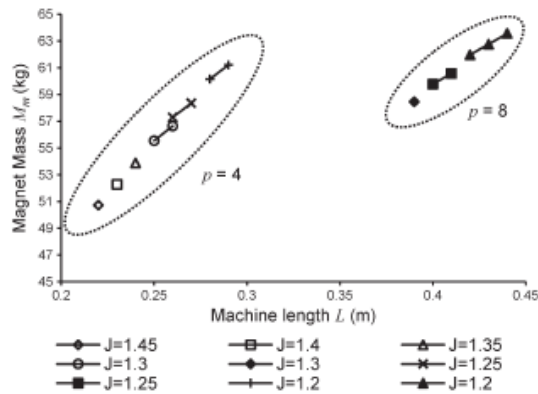 65
63
61
59
57
55
53
51
49
47
45
Magnet Mass Mm (kg)
p = 4
p = 8
0.2 0.25 0.3 0.35 0.4 0.45
Machine length L (m)
J=1.45 J=1.4 J=1.35
J=1.3 J=1.3 J=1.25
J=1.25 J=1.2 J=1.2